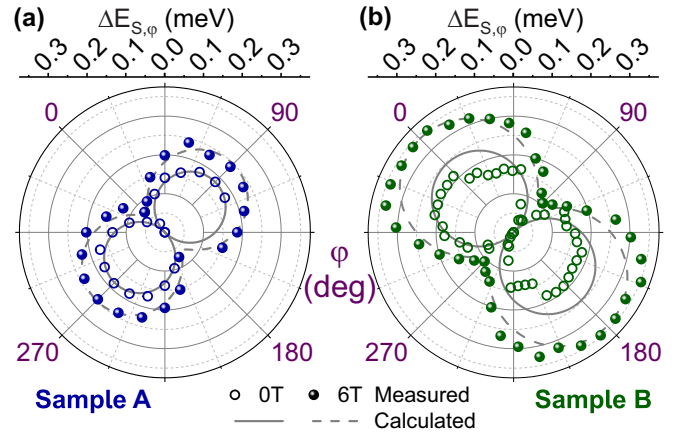 (a)
ΔE_S,φ (meV)
0.3 0.2 0.1 0.0 0.1 0.2 0.3
0
90
180
270
(b)
ΔE_S,φ (meV)
0.3 0.2 0.1 0.0 0.1 0.2 0.3
0
90
φ
(deg)
270
180
Sample A
0T 6T Measured
Calculated
Sample B